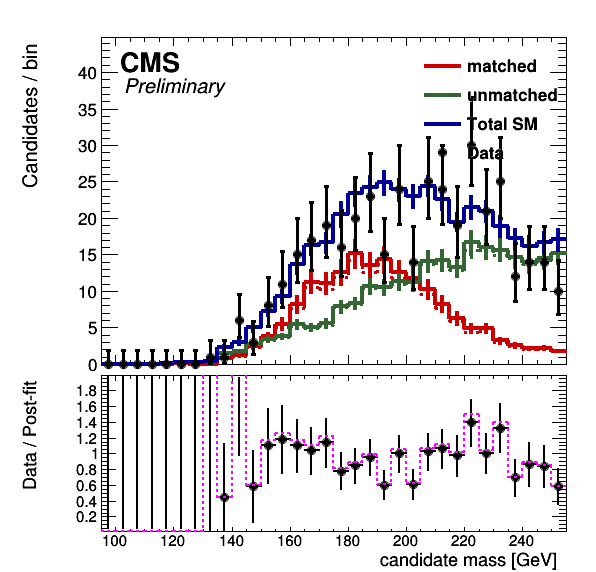 CMS
Preliminary
matched
unmatched
Total SM
Data
Candidates / bin
40
35
30
25
20
15
10
5
0
Data / Post-fit
1.8
1.6
1.4
1.2
1
0.8
0.6
0.4
0.2
100 120 140 160 180 200 220 240
candidate mass [GeV]